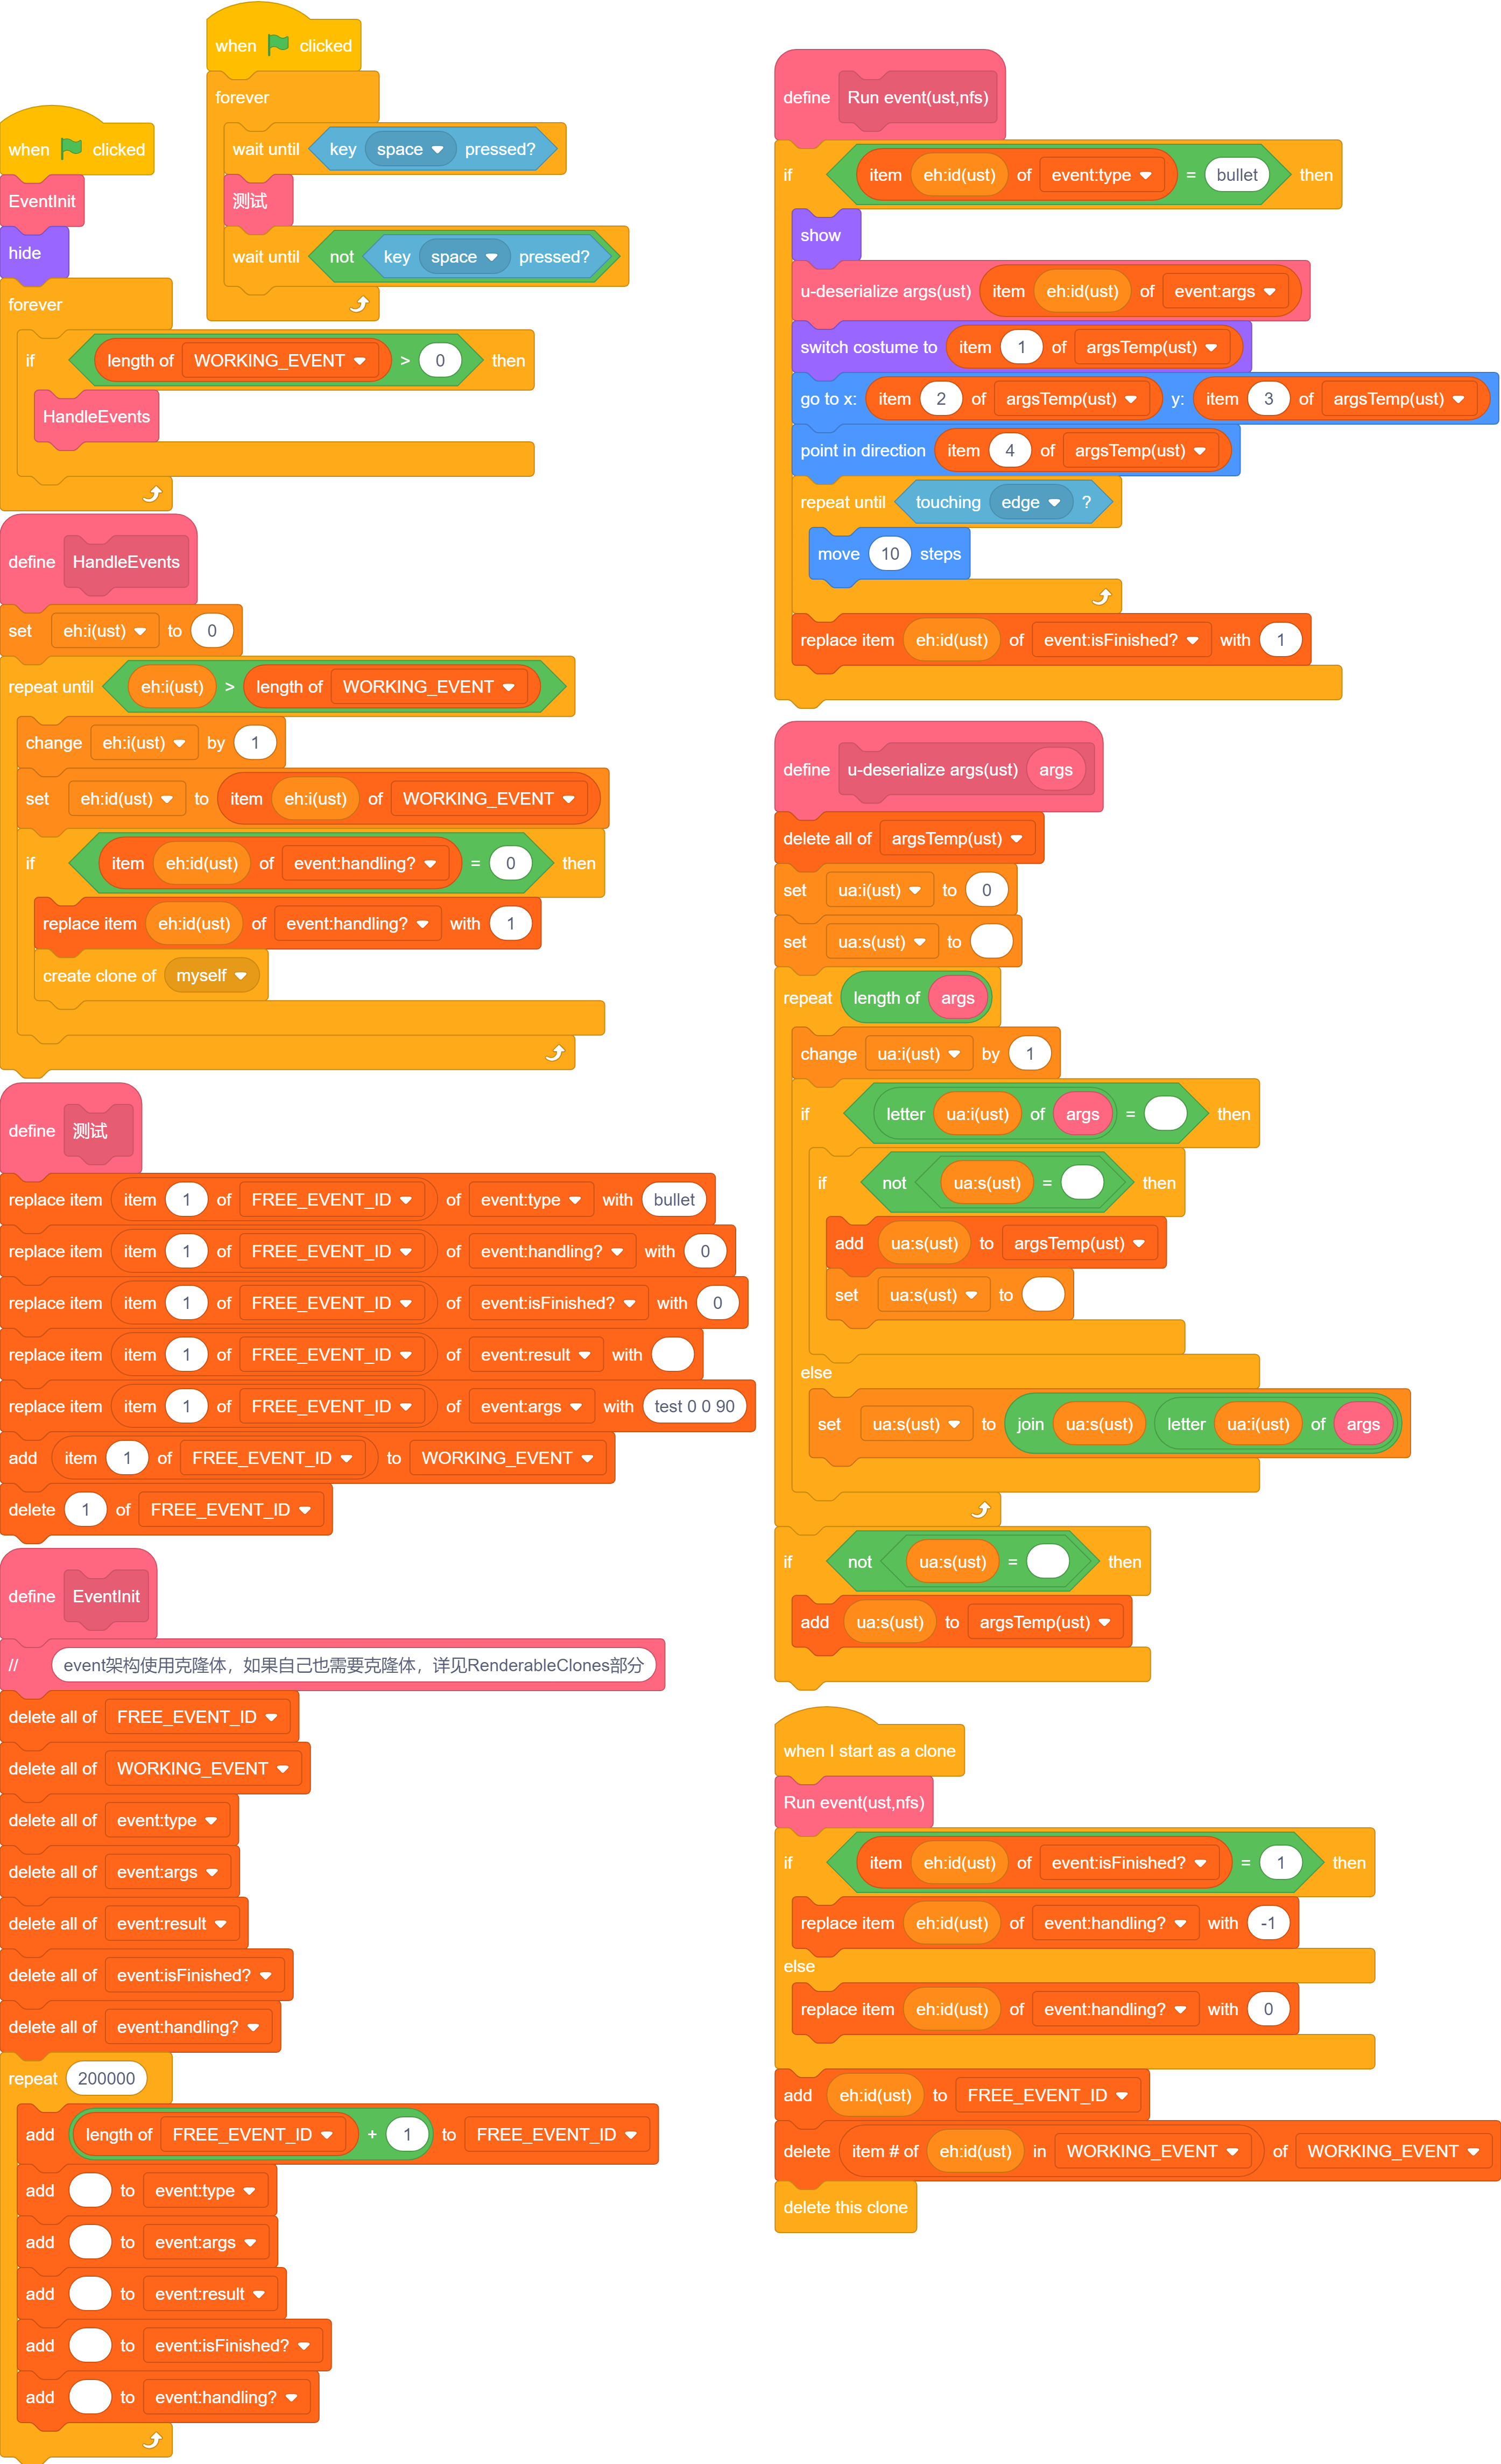 when clicked
forever
wait until key space pressed?
测试
wait until not key space pressed?
when clicked
EventInit
hide
forever
if length of WORKING_EVENT > 0 then
HandleEvents
define HandleEvents
set eh:i(ust) to 0
repeat until eh:i(ust) > length of WORKING_EVENT
change eh:i(ust) by 1
set eh:id(ust) to item eh:i(ust) of WORKING_EVENT
if item eh:id(ust) of event:handling? = 0 then
replace item eh:id(ust) of event:handling? with 1
create clone of myself
define 测试
replace item item 1 of FREE_EVENT_ID of event:type with bullet
replace item item 1 of FREE_EVENT_ID of event:handling? with 0
replace item item 1 of FREE_EVENT_ID of event:isFinished? with 0
replace item item 1 of FREE_EVENT_ID of event:result with
replace item item 1 of FREE_EVENT_ID of event:args with test 0 0 90
add item 1 of FREE_EVENT_ID to WORKING_EVENT
delete 1 of FREE_EVENT_ID
define EventInit
// event架构使用克隆体，如果自己也需要克隆体，详见RenderableClones部分
delete all of FREE_EVENT_ID
delete all of WORKING_EVENT
delete all of event:type
delete all of event:args
delete all of event:result
delete all of event:isFinished?
delete all of event:handling?
repeat 200000
add length of FREE_EVENT_ID + 1 to FREE_EVENT_ID
add to event:type
add to event:args
add to event:result
add to event:isFinished?
add to event:handling?
define Run event(ust,nfs)
if item eh:id(ust) of event:type = bullet then
show
u-deserialize args(ust) item eh:id(ust) of event:args
switch costume to item 1 of argsTemp(ust)
go to x: item 2 of argsTemp(ust) y: item 3 of argsTemp(ust)
point in direction item 4 of argsTemp(ust)
repeat until touching edge ?
move 10 steps
replace item eh:id(ust) of event:isFinished? with 1
define u-deserialize args(ust) args
delete all of argsTemp(ust)
set ua:i(ust) to 0
set ua:s(ust) to
repeat length of args
change ua:i(ust) by 1
if letter ua:i(ust) of args = then
if not ua:s(ust) = then
add ua:s(ust) to argsTemp(ust)
set ua:s(ust) to
else
set ua:s(ust) to join ua:s(ust) letter ua:i(ust) of args
if not ua:s(ust) = then
add ua:s(ust) to argsTemp(ust)
when I start as a clone
Run event(ust,nfs)
if item eh:id(ust) of event:isFinished? = 1 then
replace item eh:id(ust) of event:handling? with -1
else
replace item eh:id(ust) of event:handling? with 0
add eh:id(ust) to FREE_EVENT_ID
delete item # of eh:id(ust) in WORKING_EVENT of WORKING_EVENT
delete this clone